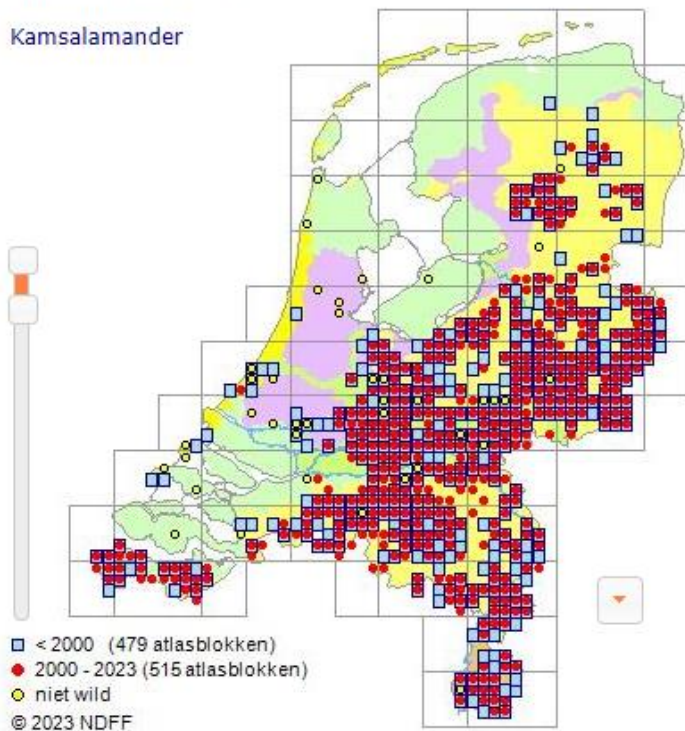 Kamsalamander
< 2000 (479 atlasblokken)
2000 - 2023 (515 atlasblokken)
niet wild
© 2023 NDFF